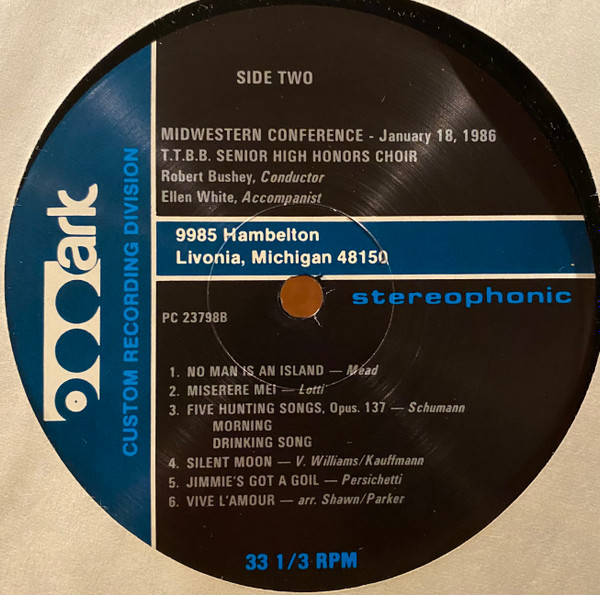 SIDE TWO
MIDWESTERN CONFERENCE - January 18, 1986
T.T.B.B. SENIOR HIGH HONORS CHOIR
Robert Bushey, Conductor
Ellen White, Accompanist
9985 Hambelton
Livonia, Michigan 48150
stereophonic
PC 23798B
1. NO MAN IS AN ISLAND — Mead
2. MISERERE MEI — Lotti
3. FIVE HUNTING SONGS, Opus. 137 — Schumann
MORNING
DRINKING SONG
4. SILENT MOON — V. Williams/Kauffmann
5. JIMMIE'S GOT A GOIL — Persichetti
6. VIVE L'AMOUR — arr. Shawn/Parker
33 1/3 RPM
CUSTOM RECORDING DIVISION